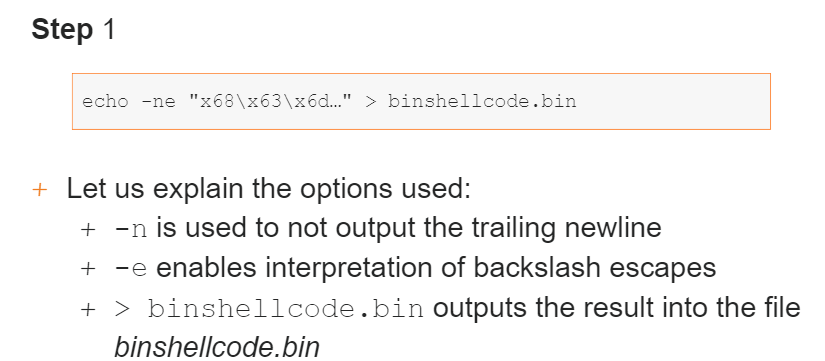 Step 1
echo -ne "x68\x63\x6d…" > binshellcode.bin
+ Let us explain the options used:
+ -n is used to not output the trailing newline
+ -e enables interpretation of backslash escapes
+ > binshellcode.bin outputs the result into the file
binshellcode.bin